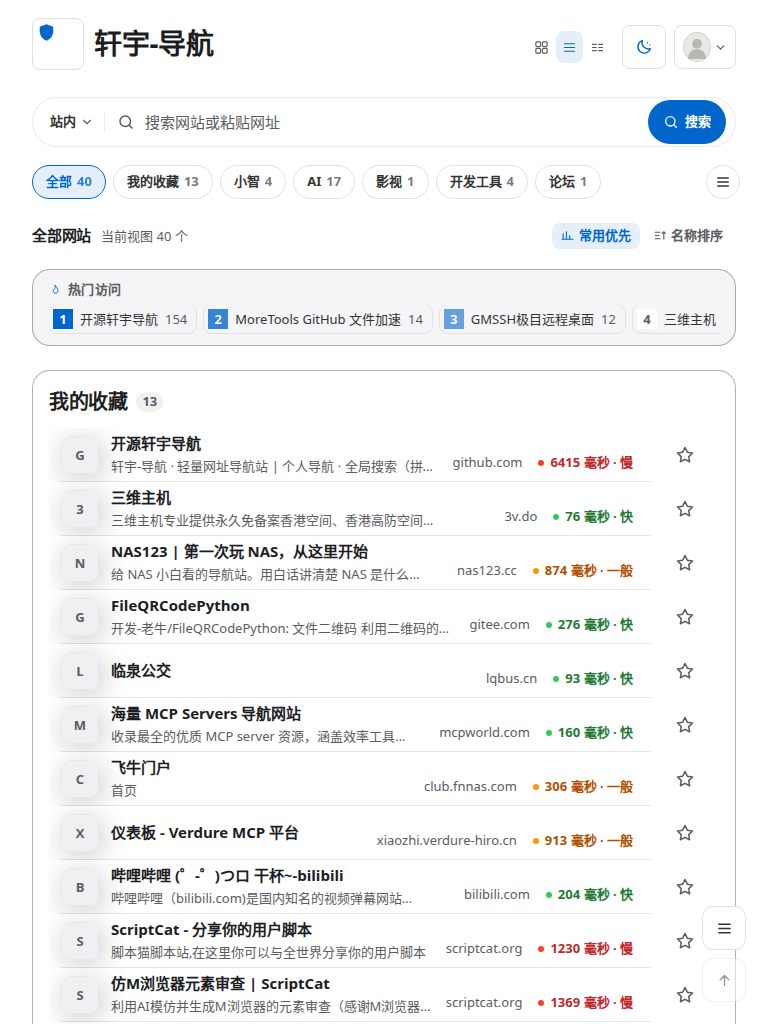 轩宇-导航
站内
搜索网站或粘贴网址
搜索
全部 40
我的收藏 13
小智 4
AI 17
影视 1
开发工具 4
论坛 1
全部网站 当前视图 40 个
常用优先
名称排序
热门访问
1 开源轩宇导航 154
2 MoreTools GitHub 文件加速 14
3 GMSSH极目远程桌面 12
4 三维主机
我的收藏 13
G
开源轩宇导航
轩宇-导航 · 轻量网址导航站 | 个人导航 · 全局搜索（拼...
github.com
6415 毫秒 · 慢
3
三维主机
三维主机专业提供永久免备案香港空间、香港高防空间...
3v.do
76 毫秒 · 快
N
NAS123 | 第一次玩 NAS，从这里开始
给 NAS 小白看的导航站。用白话讲清楚 NAS 是什么...
nas123.cc
874 毫秒 · 一般
G
FileQRCodePython
开发-老牛/FileQRCodePython: 文件二维码 利用二维码的...
gitee.com
276 毫秒 · 快
L
临泉公交
lqbus.cn
93 毫秒 · 快
M
海量 MCP Servers 导航网站
收录最全的优质 MCP server 资源，涵盖效率工具...
mcpworld.com
160 毫秒 · 快
C
飞牛门户
首页
club.fnnas.com
306 毫秒 · 一般
X
仪表板 - Verdure MCP 平台
xiaozhi.verdure-hiro.cn
913 毫秒 · 一般
B
哔哩哔哩 (゜-゜)つロ 干杯~-bilibili
哔哩哔哩（bilibili.com)是国内知名的视频弹幕网站...
bilibili.com
204 毫秒 · 快
S
ScriptCat - 分享你的用户脚本
脚本猫脚本站,在这里你可以与全世界分享你的用户脚本
scriptcat.org
1230 毫秒 · 慢
S
仿M浏览器元素审查 | ScriptCat
利用AI模仿并生成M浏览器的元素审查（感谢M浏览器...
scriptcat.org
1369 毫秒 · 慢